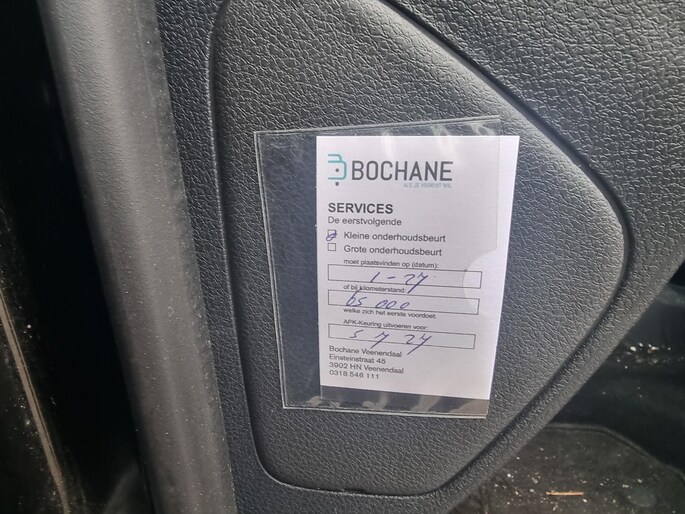 BOCHANE
ALS JE VOORUIT WIL
SERVICES
De eerstvolgende
Kleine onderhoudsbeurt
Grote onderhoudsbeurt
moet plaatsvinden op (datum):
1-24
of bij kilometerstand:
65 000
welke zich het eerste voordoet.
APK-Keuring uitvoeren voor:
24
Bochane Veenendaal
Einsteinstraat 45
3902 HN Veenendaal
0318 546 111